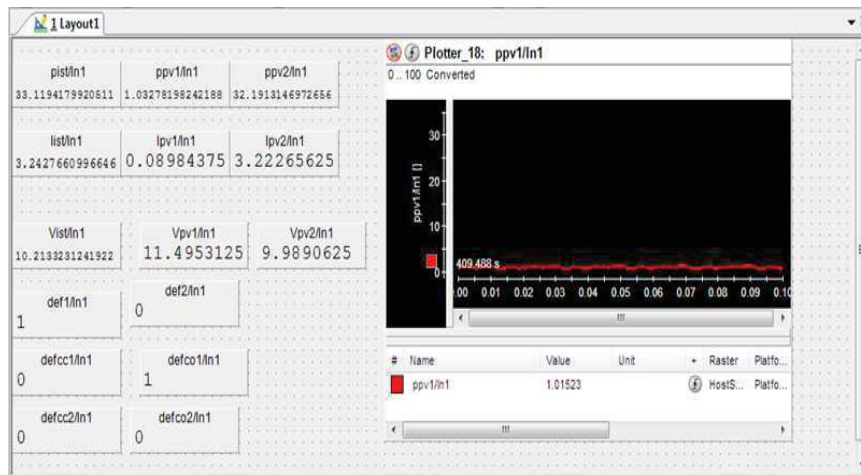 1 Layout1
pist/In1 ppv1/In1 ppv2/In1
33.1194179920511 1.03278198242188 32.1913146972656
Iist/In1 Ipv1/In1 Ipv2/In1
3.2427660996646 0.08984375 3.22265625
Vist/In1 Vpv1/In1 Vpv2/In1
10.2133231241922 11.4953125 9.9890625
def1/In1 def2/In1
1 0
defcc1/In1 defco1/In1
0 1
defcc2/In1 defco2/In1
0 0
Plotter_18: ppv1/In1
0 .. 100 Converted
ppv1/In1 []
30
20
10
0
409.488 s
.00 0.01 0.02 0.03 0.04 0.05 0.06 0.07 0.08 0.09 0.10
# Name Value Unit Raster Platfo...
ppv1/In1 1.01523 HostS... Platfo...